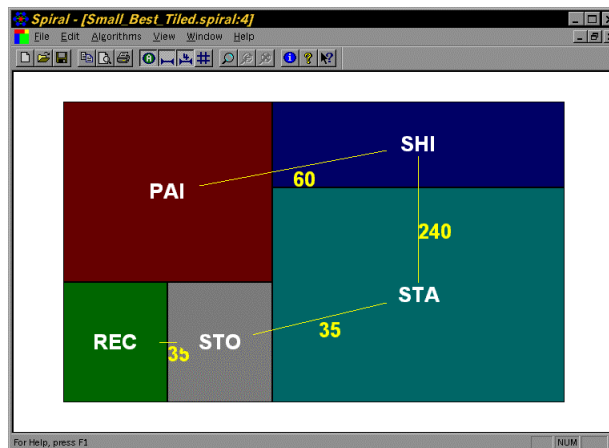 Spiral - [Small_Best_Tiled.spiral:4]
File Edit Algorithms View Window Help
SHI
PAI
60
240
STA
35
REC
35
STO
For Help, press F1
NUM